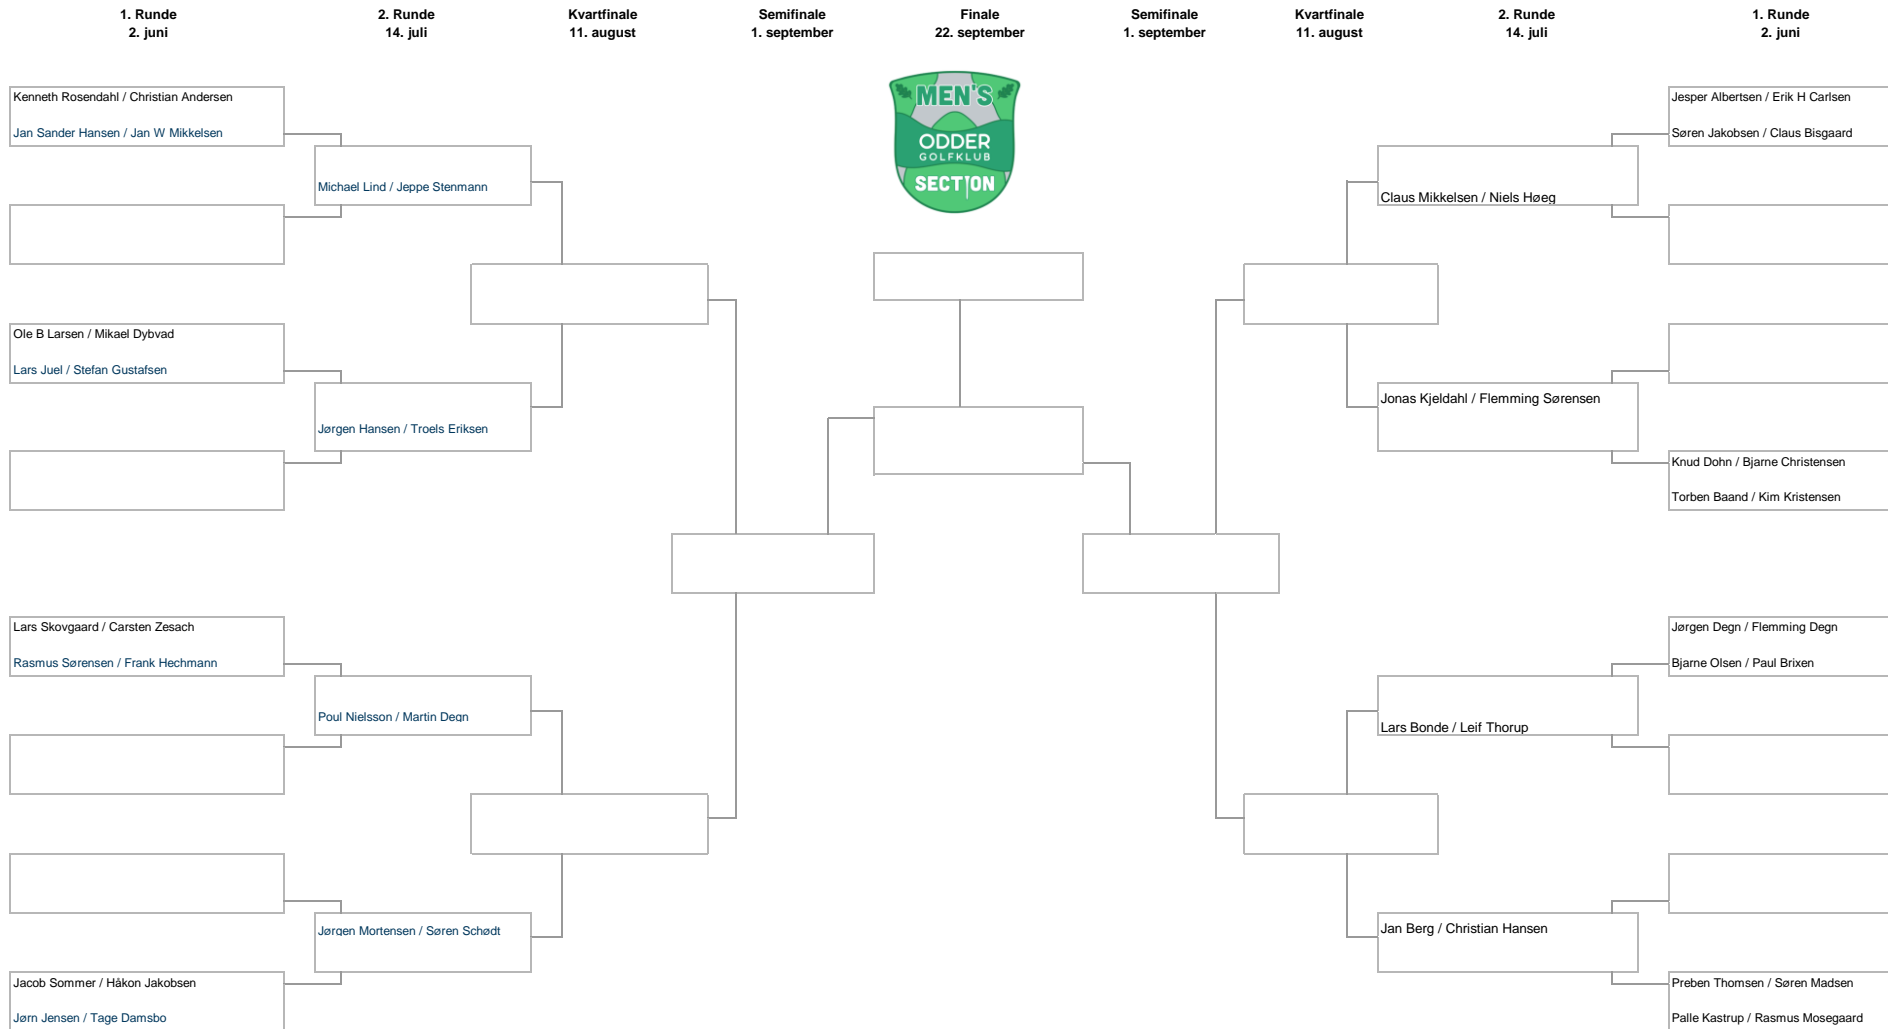 1. Runde
2. juni
2. Runde
14. juli
Kvartfinale
11. august
Semifinale
1. september
Finale
22. september
Semifinale
1. september
Kvartfinale
11. august
2. Runde
14. juli
1. Runde
2. juni
MEN'S
ODDER
GOLFKLUB
SECTION
Kenneth Rosendahl / Christian Andersen
Jan Sander Hansen / Jan W Mikkelsen
Michael Lind / Jeppe Stenmann
Ole B Larsen / Mikael Dybvad
Lars Juel / Stefan Gustafsen
Jørgen Hansen / Troels Eriksen
Lars Skovgaard / Carsten Zesach
Rasmus Sørensen / Frank Hechmann
Poul Nielsson / Martin Degn
Jørgen Mortensen / Søren Schødt
Jacob Sommer / Håkon Jakobsen
Jørn Jensen / Tage Damsbo
Jesper Albertsen / Erik H Carlsen
Søren Jakobsen / Claus Bisgaard
Claus Mikkelsen / Niels Høeg
Jonas Kjeldahl / Flemming Sørensen
Knud Dohn / Bjarne Christensen
Torben Baand / Kim Kristensen
Jørgen Degn / Flemming Degn
Bjarne Olsen / Paul Brixen
Lars Bonde / Leif Thorup
Jan Berg / Christian Hansen
Preben Thomsen / Søren Madsen
Palle Kastrup / Rasmus Mosegaard